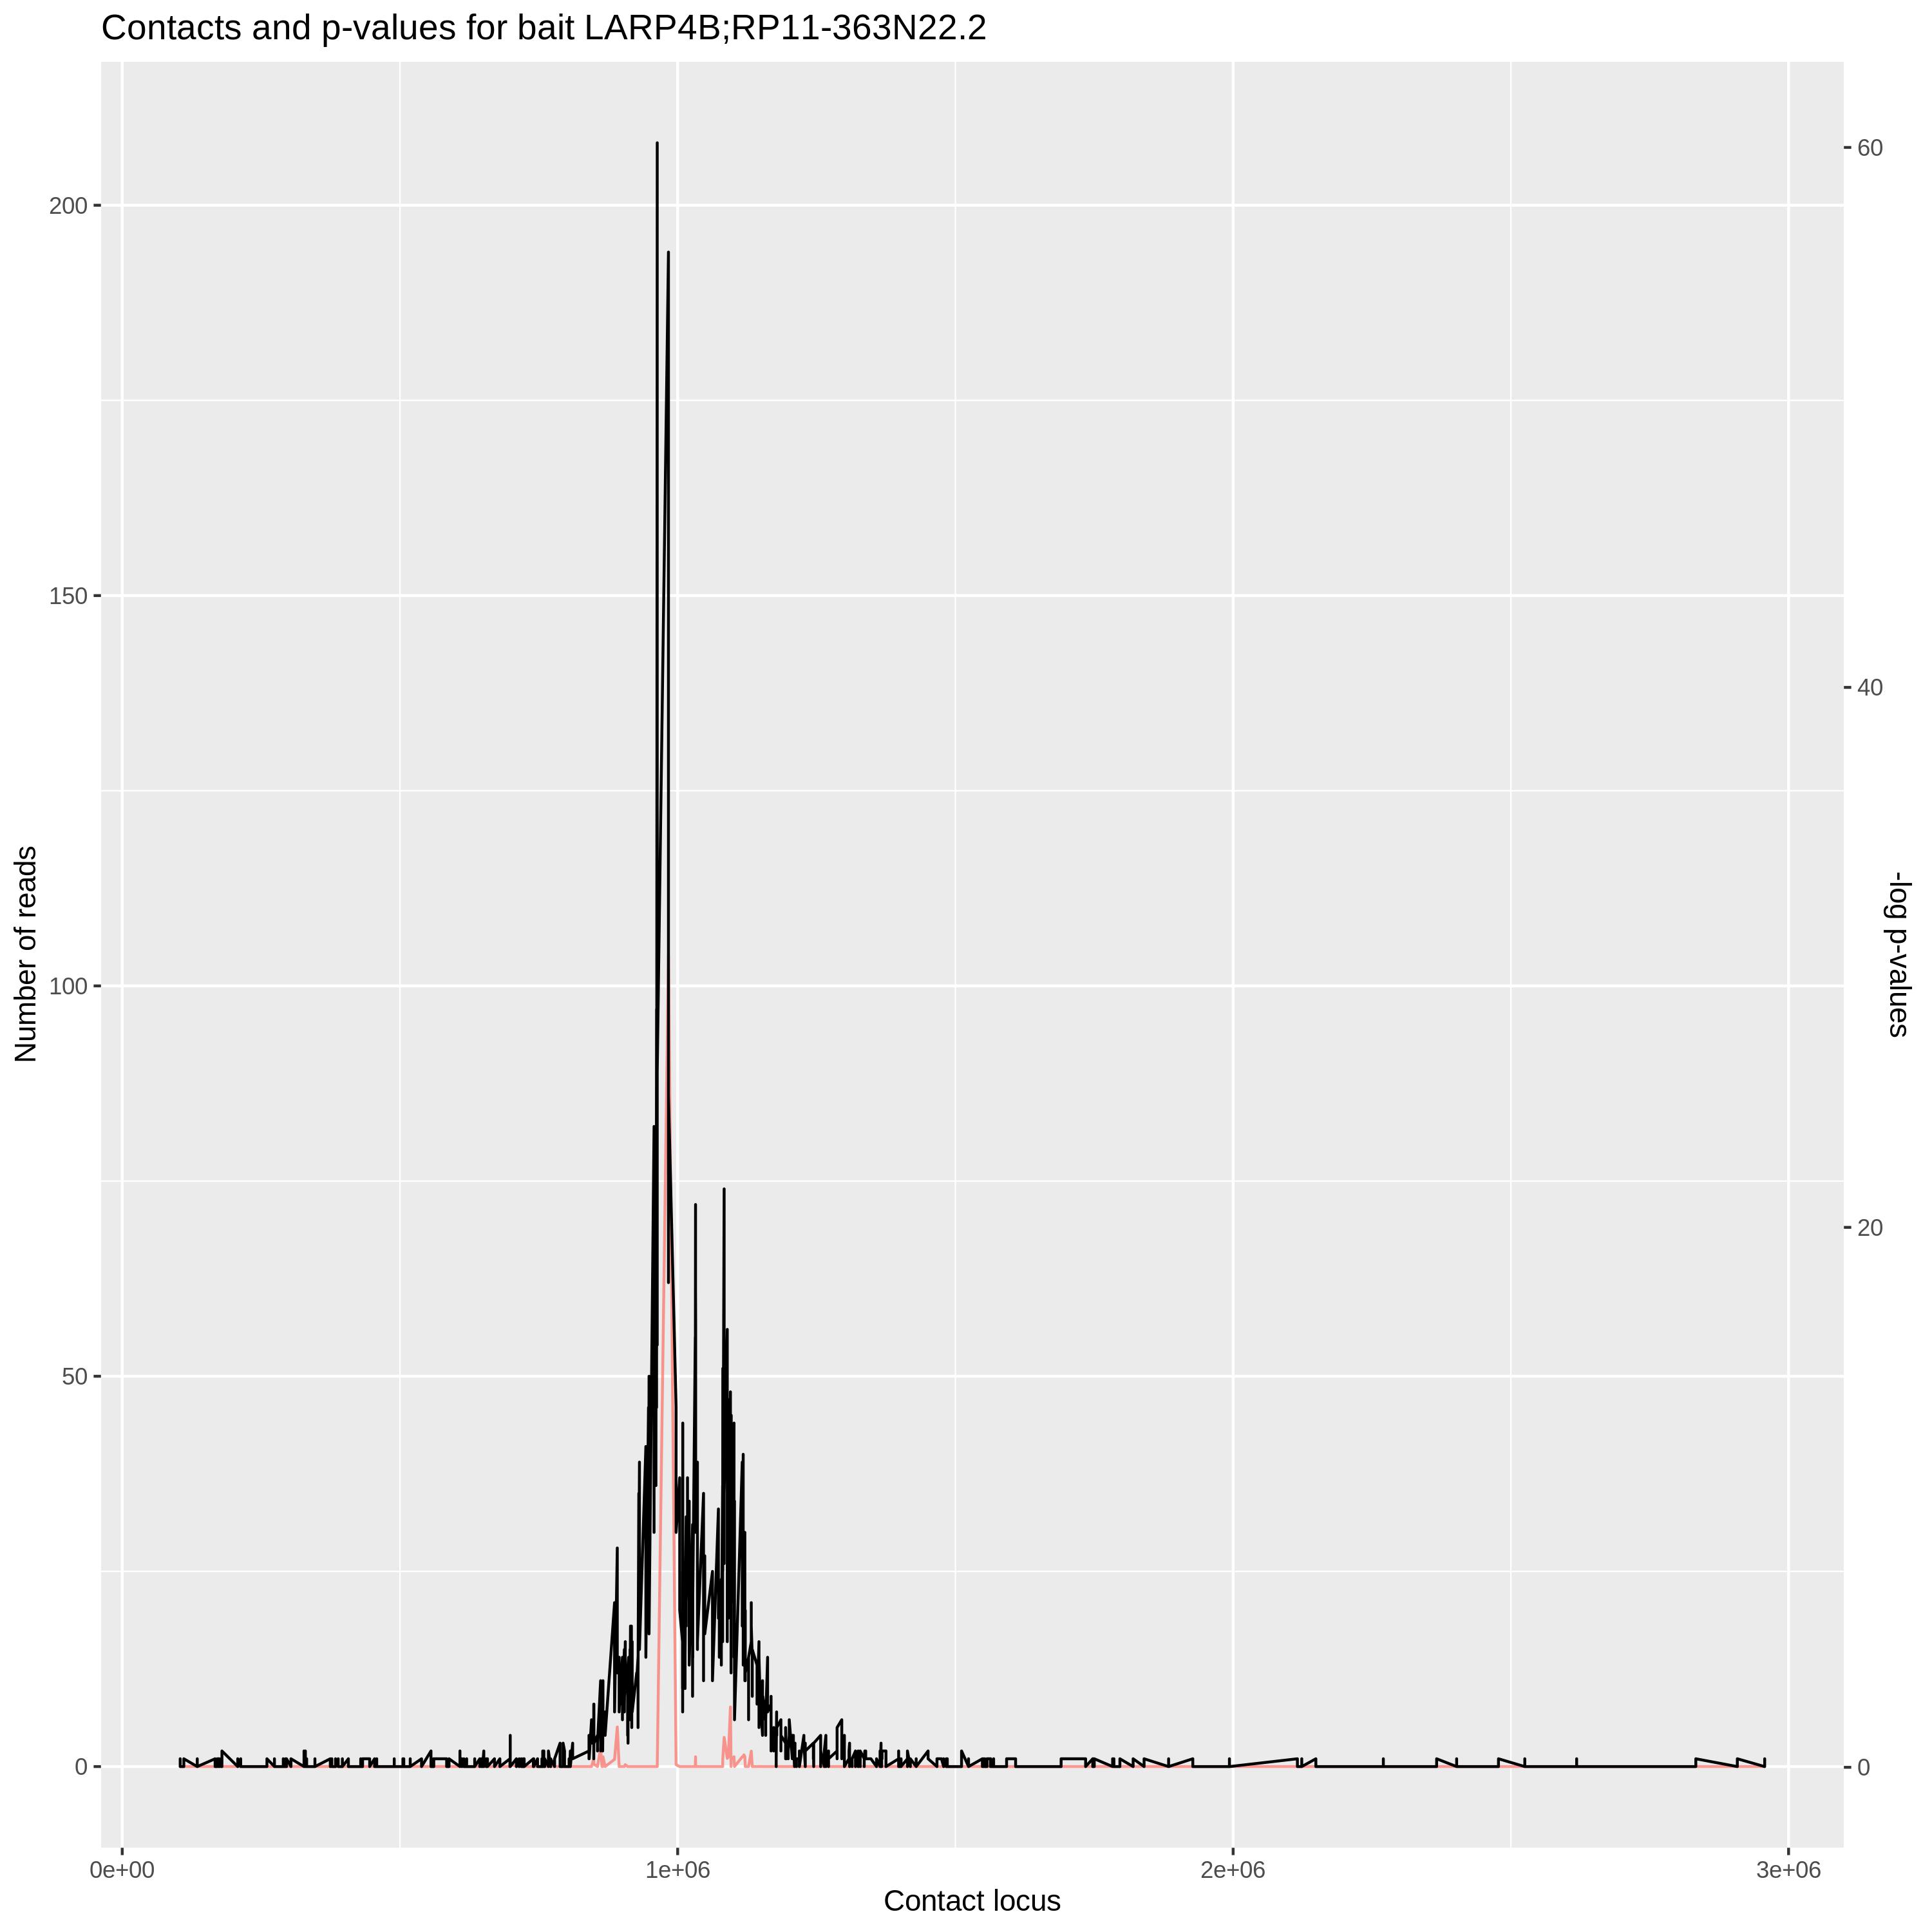 Contacts and p-values for bait LARP4B;RP11-363N22.2
Number of reads
200
150
100
50
0
60
40
20
0
-log p-values
0e+00 1e+06 2e+06 3e+06
Contact locus